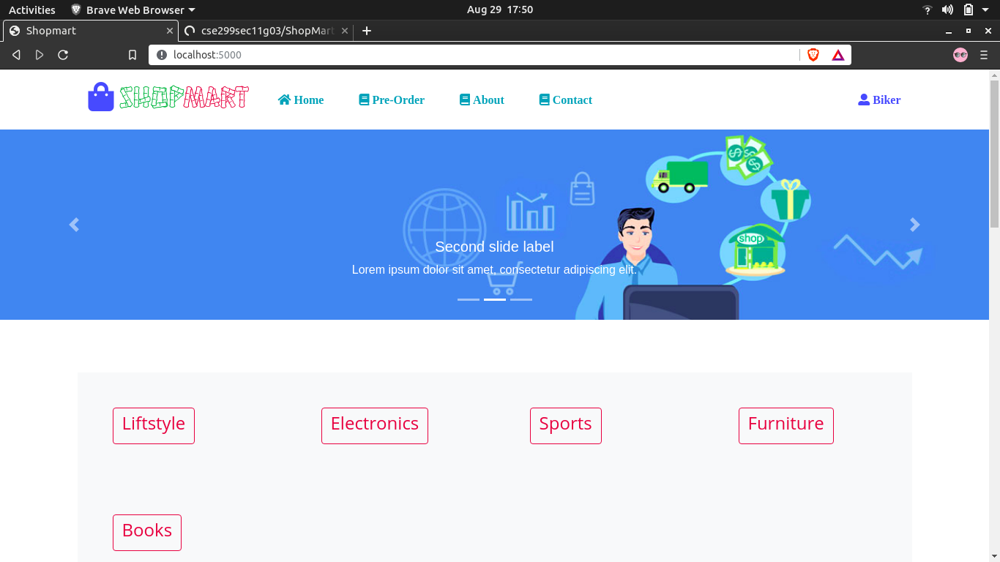 Activities Brave Web Browser Aug 29 17:50
Shopmart cse299sec11g03/ShopMart
localhost:5000
SHOPMART Home Pre-Order About Contact Biker
shop
Second slide label
Lorem ipsum dolor sit amet, consectetur adipiscing elit.
Liftstyle Electronics Sports Furniture
Books